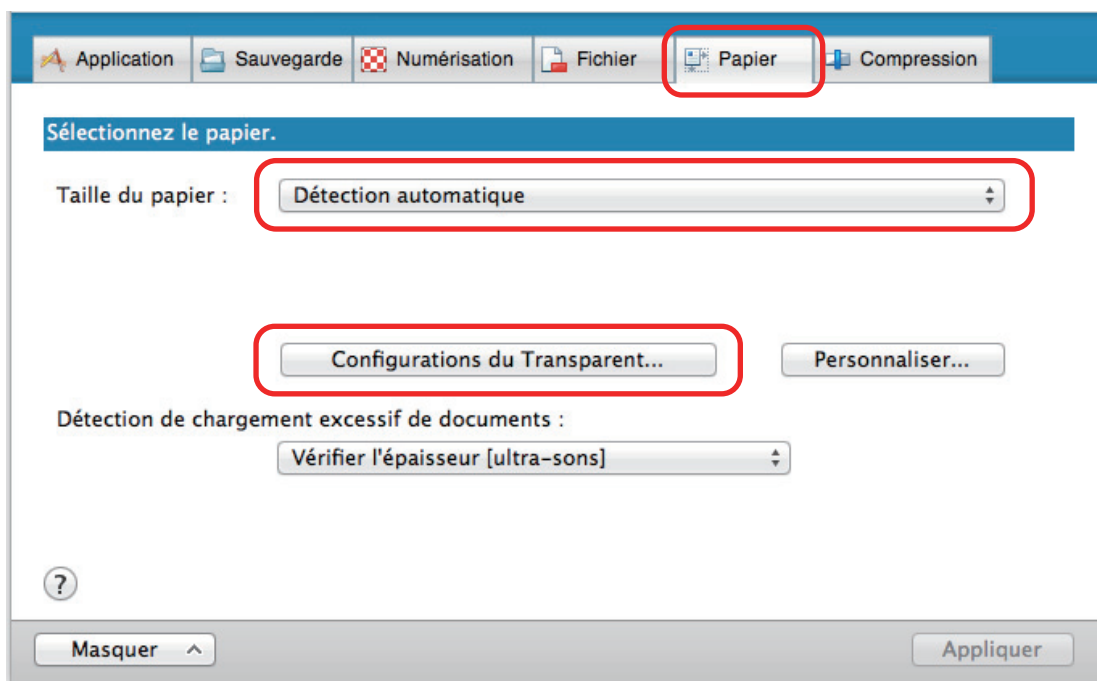 Application Sauvegarde Numérisation Fichier Papier Compression
Sélectionnez le papier.
Taille du papier : Détection automatique
Configurations du Transparent... Personnaliser...
Détection de chargement excessif de documents :
Vérifier l'épaisseur [ultra-sons]
?
Masquer Appliquer